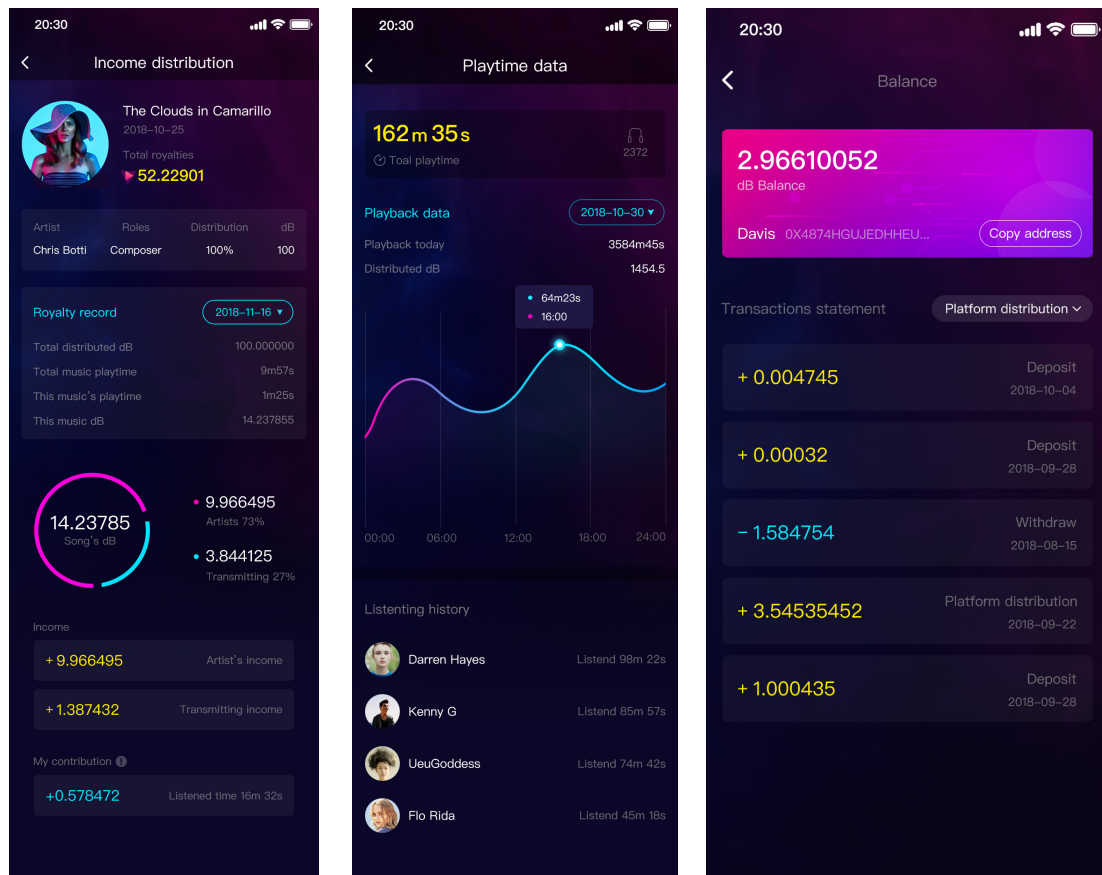 20:30
Income distribution
The Clouds in Camarillo
2018-10-25
Total royalties
52.22901
Artist Roles Distribution dB
Chris Botti Composer 100% 100
Royalty record 2018-11-16 ▼
Total distributed dB 100.000000
Total music playtime 9m57s
This music's playtime 1m25s
This music dB 14.237855
14.23785
Song's dB
9.966495
Artists 73%
3.844125
Transmitting 27%
Income
+ 9.966495 Artist's income
+ 1.387432 Transmitting income
My contribution
+0.578472 Listened time 16m 32s
20:30
Playtime data
162 m 35 s
Toal playtime
2372
Playback data 2018-10-30 ▼
Playback today 3584m45s
Distributed dB 1454.5
64m23s
16:00
00:00 06:00 12:00 18:00 24:00
Listenting history
Darren Hayes Listend 98m 22s
Kenny G Listend 85m 57s
UeuGoddess Listend 74m 42s
Flo Rida Listend 45m 18s
20:30
Balance
2.96610052
dB Balance
Davis 0X4874HGUJEDHHEU... Copy address
Transactions statement Platform distribution
+ 0.004745 Deposit
2018-10-04
+ 0.00032 Deposit
2018-09-28
− 1.584754 Withdraw
2018-08-15
+ 3.54535452 Platform distribution
2018-09-22
+ 1.000435 Deposit
2018-09-28